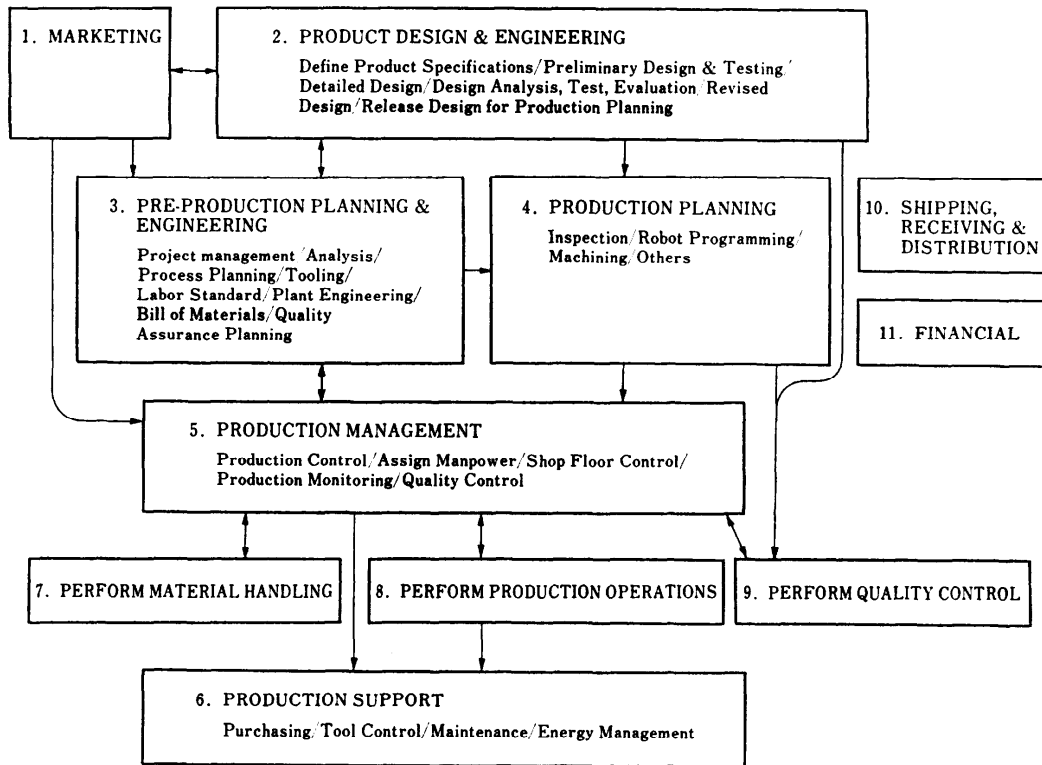 1. MARKETING
2. PRODUCT DESIGN & ENGINEERING
Define Product Specifications/Preliminary Design & Testing/
Detailed Design/Design Analysis, Test, Evaluation/Revised
Design/Release Design for Production Planning
3. PRE-PRODUCTION PLANNING &
ENGINEERING
Project management/Analysis/
Process Planning/Tooling/
Labor Standard/Plant Engineering/
Bill of Materials/Quality
Assurance Planning
4. PRODUCTION PLANNING
Inspection/Robot Programming/
Machining/Others
10. SHIPPING,
RECEIVING &
DISTRIBUTION
11. FINANCIAL
5. PRODUCTION MANAGEMENT
Production Control/Assign Manpower/Shop Floor Control/
Production Monitoring/Quality Control
7. PERFORM MATERIAL HANDLING
8. PERFORM PRODUCTION OPERATIONS
9. PERFORM QUALITY CONTROL
6. PRODUCTION SUPPORT
Purchasing/Tool Control/Maintenance/Energy Management